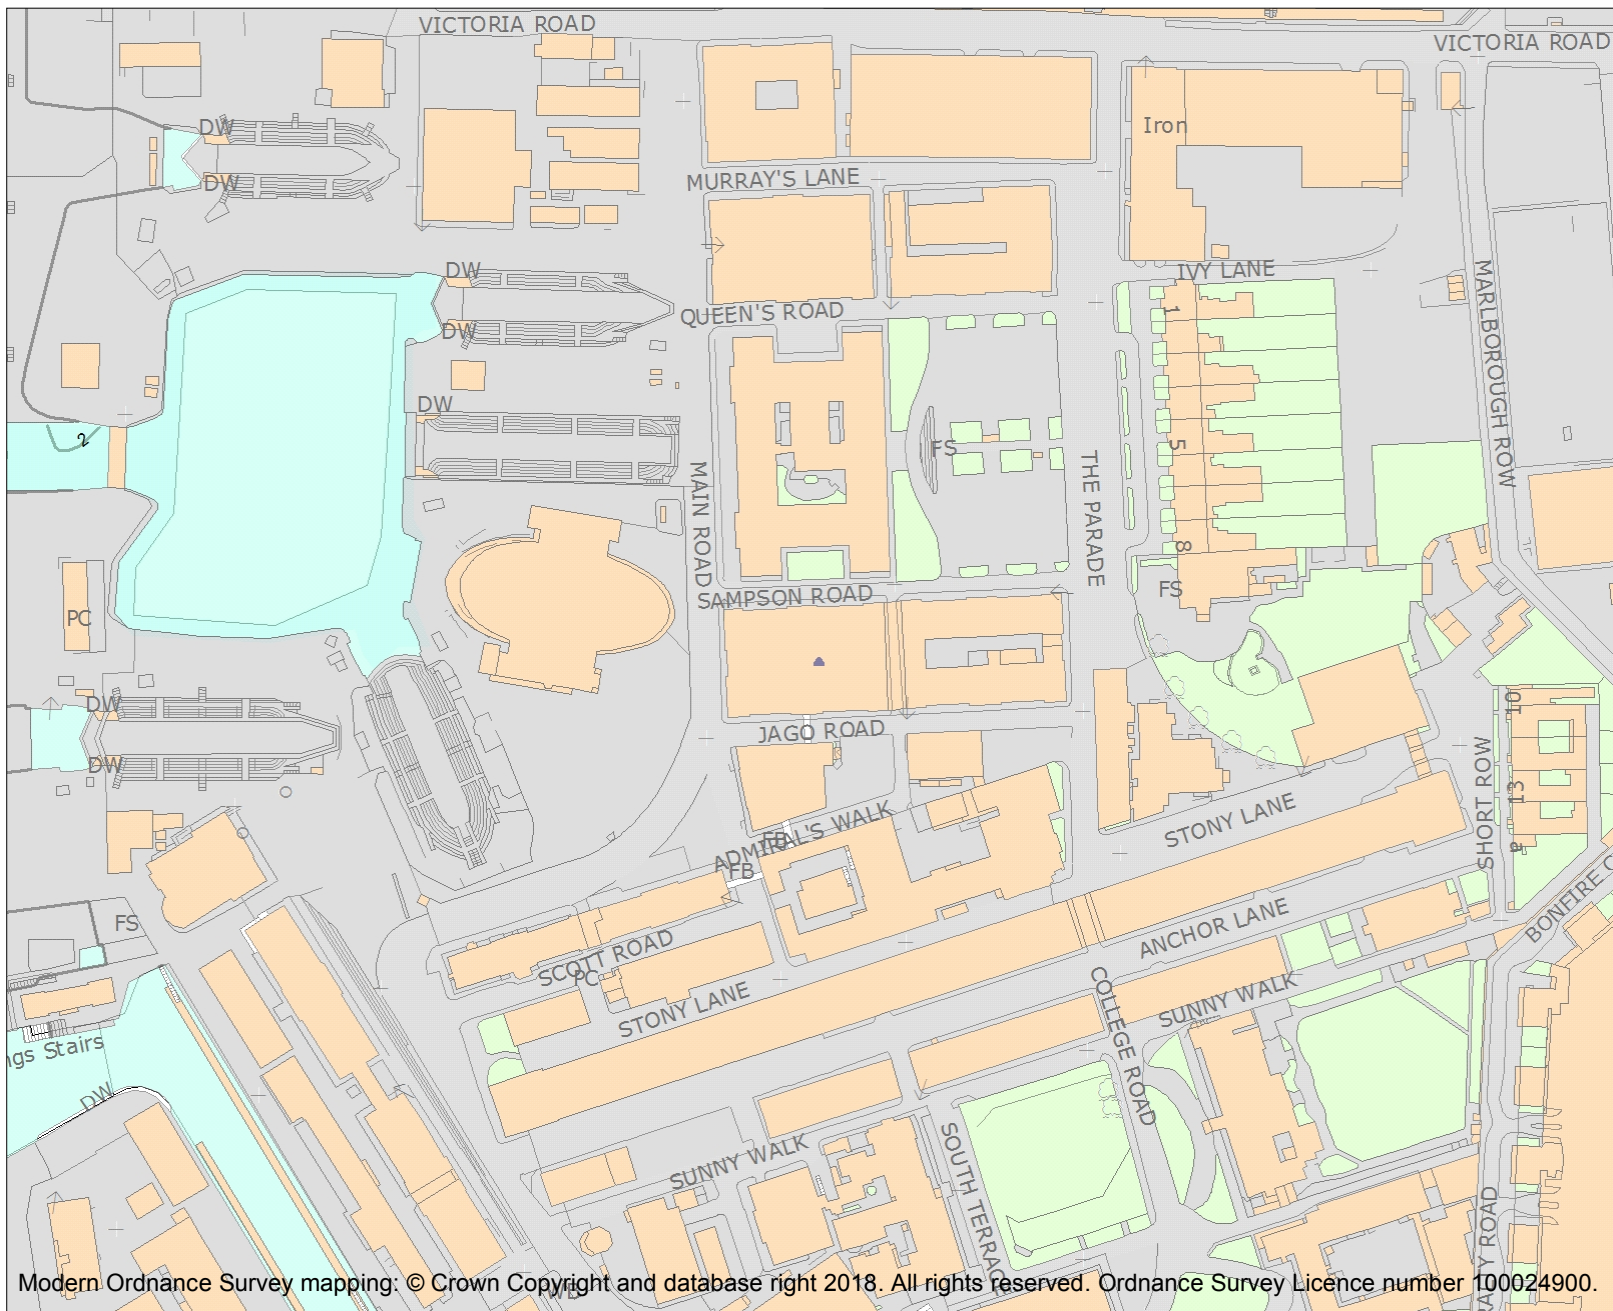 VICTORIA ROAD
VICTORIA ROAD
DW
Iron
DW
MURRAY'S LANE
DW
IVY LANE
MARLBOROUGH ROW
1
QUEEN'S ROAD
DW
DW
2
5
FS
MAIN ROAD
THE PARADE
8
FS
PC
SAMPSON ROAD
DW
10
JAGO ROAD
DW
SHORT ROW
13
STONY LANE
ADMIRAL'S WALK
FB
FB
a
FS
ANCHOR LANE
BONFIRE C
SCOTT ROAD
PC
STONY LANE
COLLEGE ROAD
SUNNY WALK
ngs Stairs
DW
SOUTH TERRACE
SUNNY WALK
ROAD
Modern Ordnance Survey mapping: © Crown Copyright and database right 2018. All rights reserved. Ordnance Survey Licence number 100024900.
WB